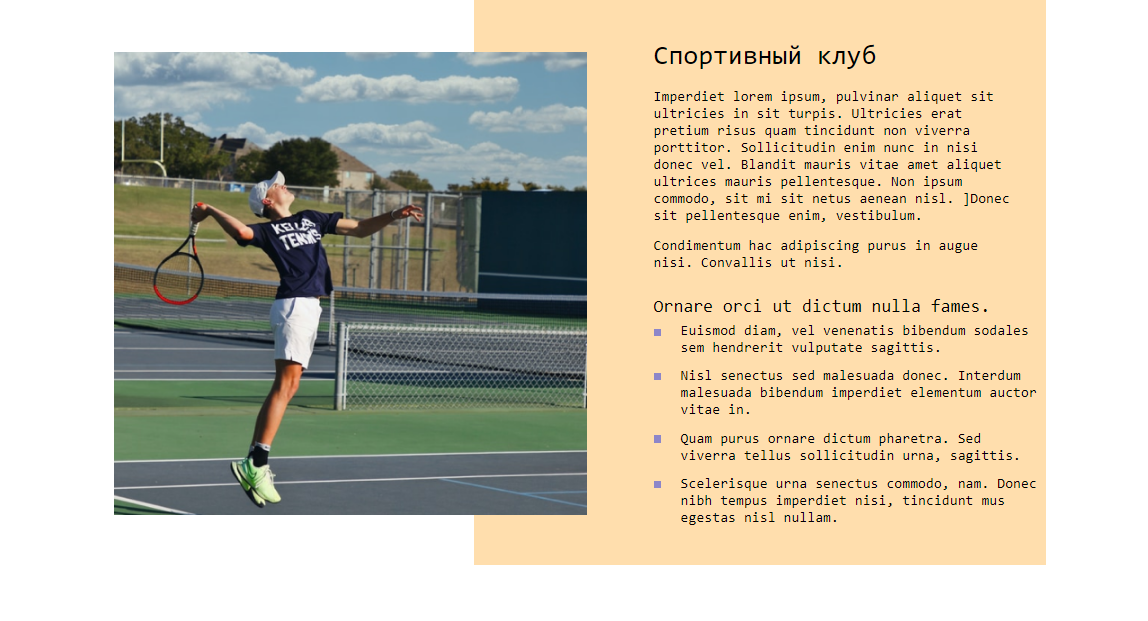 Спортивный клуб
Imperdiet lorem ipsum, pulvinar aliquet sit
ultricies in sit turpis. Ultricies erat
pretium risus quam tincidunt non viverra
porttitor. Sollicitudin enim nunc in nisi
donec vel. Blandit mauris vitae amet aliquet
ultrices mauris pellentesque. Non ipsum
commodo, sit mi sit netus aenean nisl. ]Donec
sit pellentesque enim, vestibulum.
Condimentum hac adipiscing purus in augue
nisi. Convallis ut nisi.
Ornare orci ut dictum nulla fames.
Euismod diam, vel venenatis bibendum sodales
sem hendrerit vulputate sagittis.
Nisl senectus sed malesuada donec. Interdum
malesuada bibendum imperdiet elementum auctor
vitae in.
Quam purus ornare dictum pharetra. Sed
viverra tellus sollicitudin urna, sagittis.
Scelerisque urna senectus commodo, nam. Donec
nibh tempus imperdiet nisi, tincidunt mus
egestas nisl nullam.
TENNIS